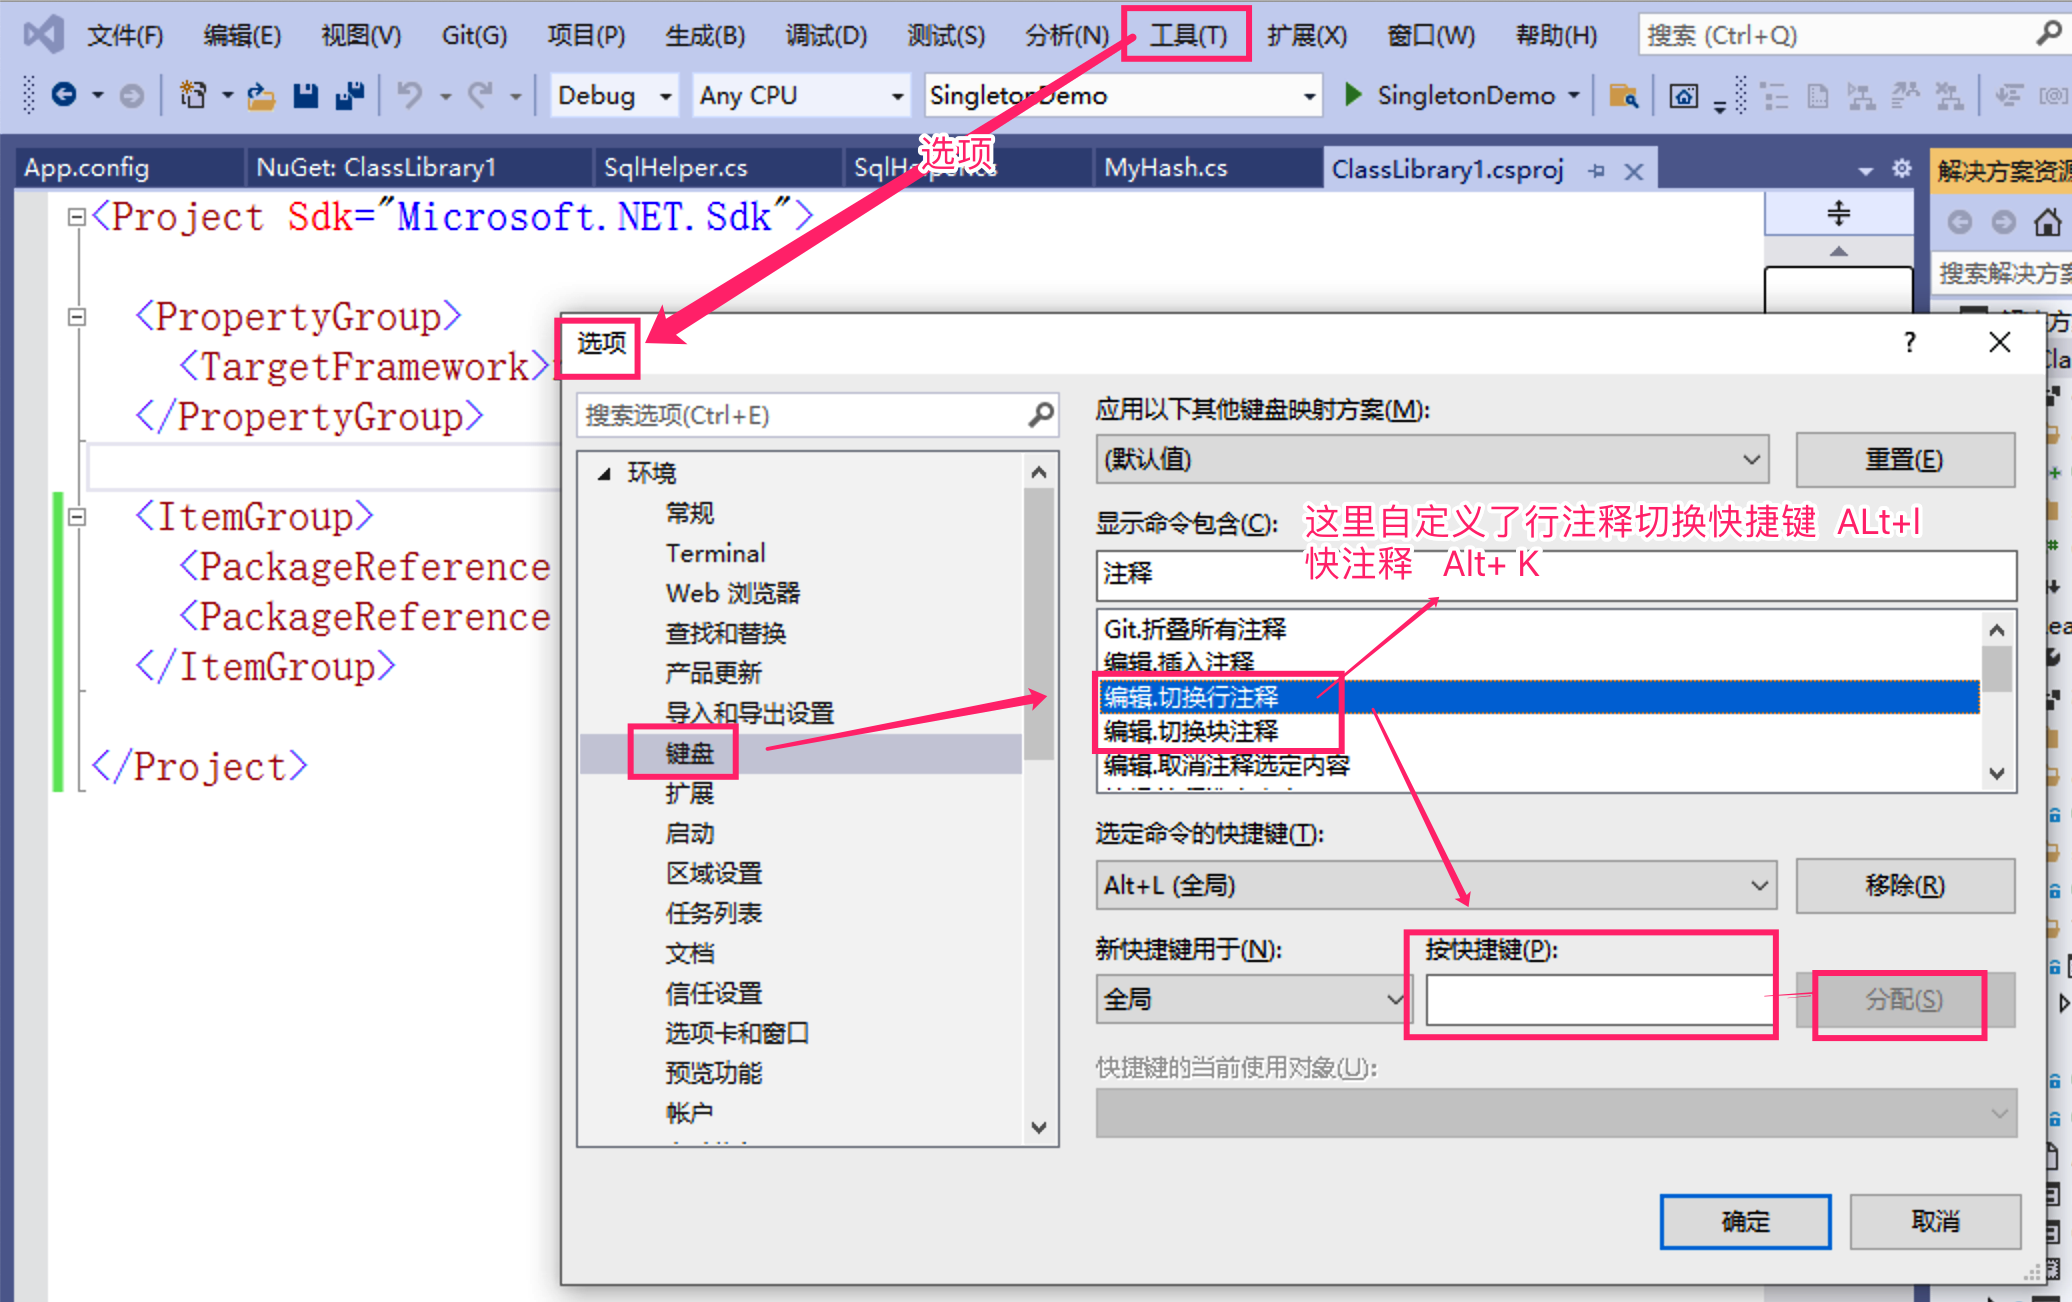 文件(F) 编辑(E) 视图(V) Git(G) 项目(P) 生成(B) 调试(D) 测试(S) 分析(N) 工具(T) 扩展(X) 窗口(W) 帮助(H) 搜索 (Ctrl+Q)
Debug Any CPU SingletonDemo SingletonDemo
选项
App.config NuGet: ClassLibrary1 SqlHelper.cs MyHash.cs ClassLibrary1.csproj 解决方案资源
<Project Sdk="Microsoft.NET.Sdk">
搜索解决方案
<PropertyGroup>
<TargetFramework>
</PropertyGroup>
<ItemGroup>
<PackageReference
<PackageReference
</ItemGroup>
</Project>
选项 ?
搜索选项(Ctrl+E)
环境
常规
Terminal
Web 浏览器
查找和替换
产品更新
导入和导出设置
键盘
扩展
启动
区域设置
任务列表
文档
信任设置
选项卡和窗口
预览功能
帐户
应用以下其他键盘映射方案(M):
(默认值) 重置(E)
显示命令包含(C):
这里自定义了行注释切换快捷键 ALt+l
快注释 Alt+ K
注释
Git.折叠所有注释
编辑.插入注释
编辑.切换行注释
编辑.切换块注释
编辑.取消注释选定内容
选定命令的快捷键(T):
Alt+L (全局) 移除(R)
新快捷键用于(N): 按快捷键(P):
全局 分配(S)
快捷键的当前使用对象(U):
确定 取消